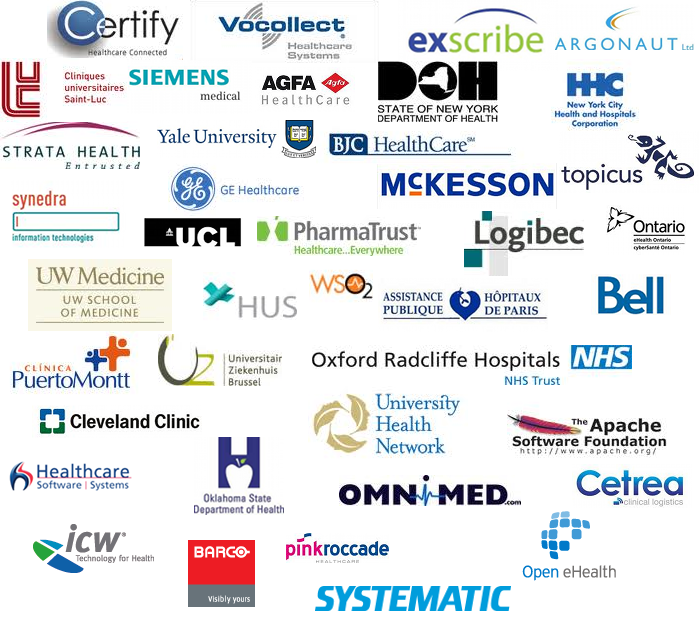 Certify
Healthcare Connected
Vocollect®
Healthcare
Systems
exscribe
ARGONAUT Ltd
Cliniques
universitaires
Saint-Luc
SIEMENS
medical
AGFA
Agfa
HealthCare
DOH
STATE OF NEW YORK
DEPARTMENT OF HEALTH
HHC
New York City
Health and Hospitals
Corporation
STRATA HEALTH
Entrusted
Yale University
BJC HealthCare℠
topicus
synedra
information technologies
GE
GE Healthcare
McKESSON
UCL
PharmaTrust
Healthcare...Everywhere
Logibec
Ontario
eHealth Ontario
cyberSanté Ontario
UW Medicine
UW SCHOOL
OF MEDICINE
HUS
WSO2
ASSISTANCE
PUBLIQUE
HÔPITAUX
DE PARIS
Bell
CLÍNICA
PuertoMontt
UZ
Universitair
Ziekenhuis
Brussel
Oxford Radcliffe Hospitals NHS
NHS Trust
Cleveland Clinic
University
Health
Network
The Apache
Software Foundation
http://www.apache.org/
Healthcare
Software | Systems
H
Oklahoma State
Department of Health
OMNIMED.com
Cetrea
clinical logistics
icw®
Technology for Health
BARCO
Visibly yours
pinkroccade
HEALTHCARE
Open eHealth
SYSTEMATIC